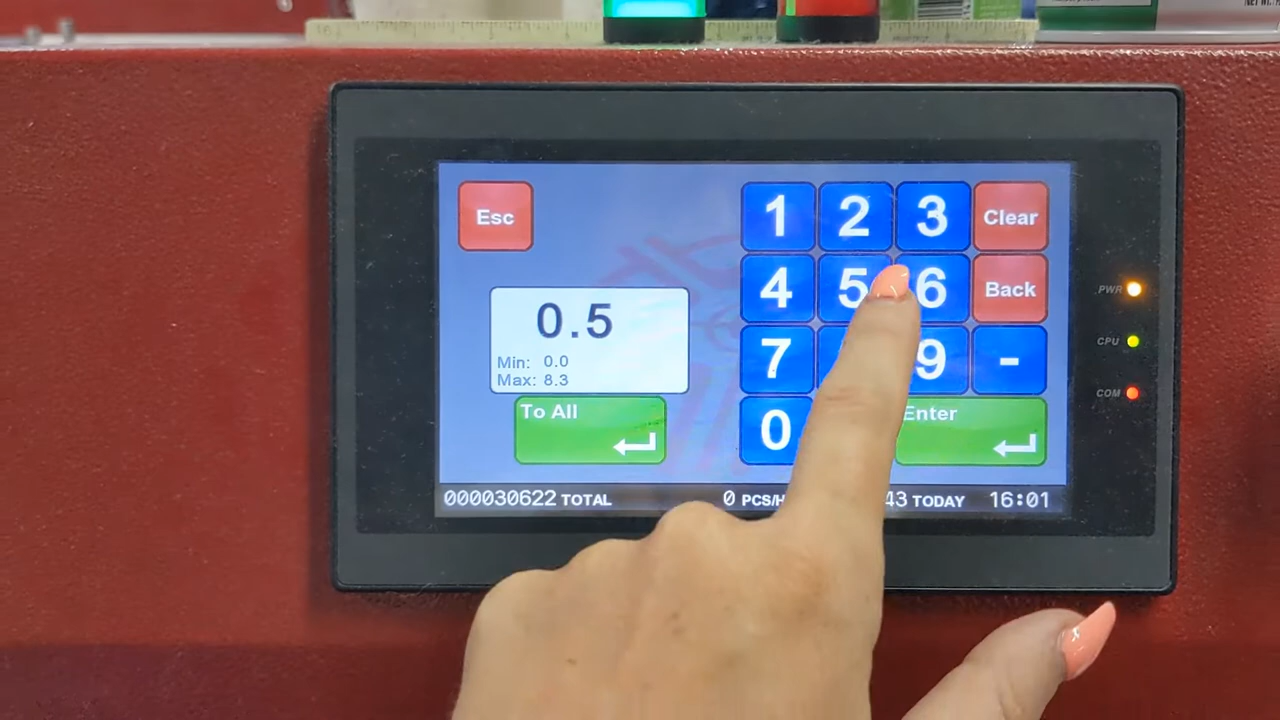 Esc
1 2 3 Clear
4 5 6 Back
7 9 -
0 Enter
0.5
Min: 0.0
Max: 8.3
To All
000030622 TOTAL 0 PCS/H 43 TODAY 16:01
PWR
CPU
COM